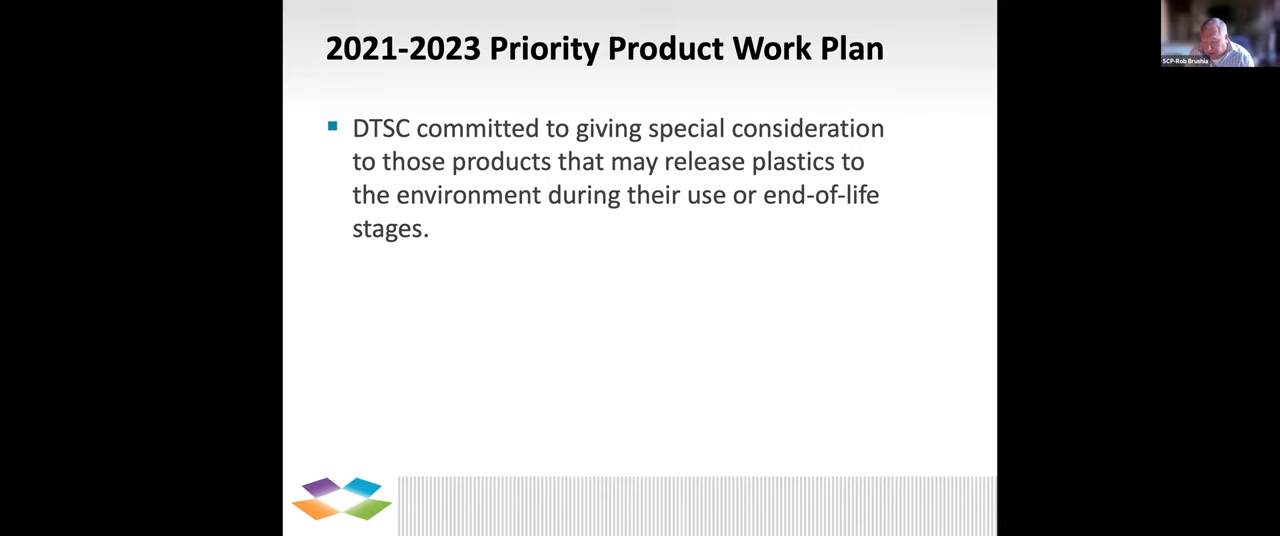 2021-2023 Priority Product Work Plan
▪ DTSC committed to giving special consideration
to those products that may release plastics to
the environment during their use or end-of-life
stages.
SCP-Rob Brushia